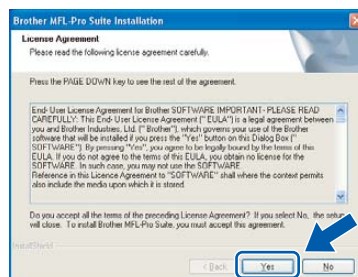 Brother MFL-Pro Suite Installation
License Agreement
Please read the following license agreement carefully.
Press the PAGE DOWN key to see the rest of the agreement.
End- User License Agreement for Brother SOFTWARE IMPORTANT- PLEASE READ
CAREFULLY: This End- User License Agreement (" EULA") is a legal agreement between
you and Brother Industries, Ltd. (" Brother"), which governs your use of the Brother
software that will be installed if you press the "Yes" button on this Dialog Box ("
SOFTWARE"). By pressing "Yes", you agree to be legally bound by the terms of this
EULA. If you do not agree to the terms of this EULA, you obtain no license for the
SOFTWARE. In such case, you may not use the SOFTWARE.
Reference in this Licence Agreement to "SOFTWARE" shall where the context permits
also include the media upon which it is stored.
Do you accept all the terms of the preceding License Agreement? If you select No, the setup
will close. To install Brother MFL-Pro Suite, you must accept this agreement.
InstallShield
< Back
Yes
No